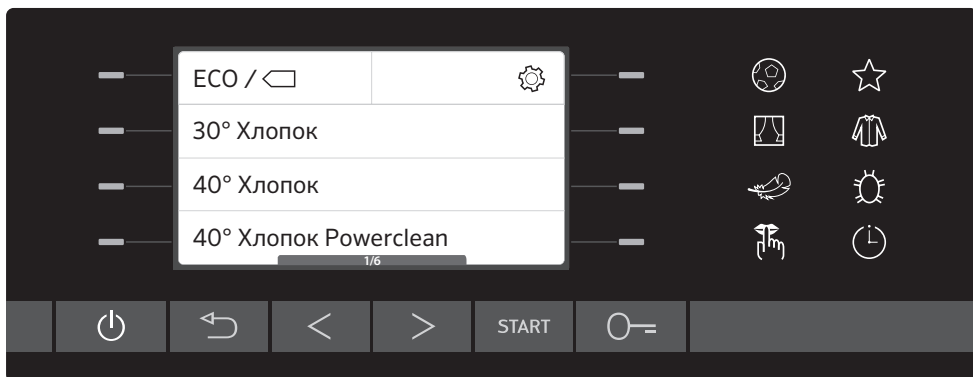 ECO /
30° Хлопок
40° Хлопок
40° Хлопок Powerclean
1/6
START